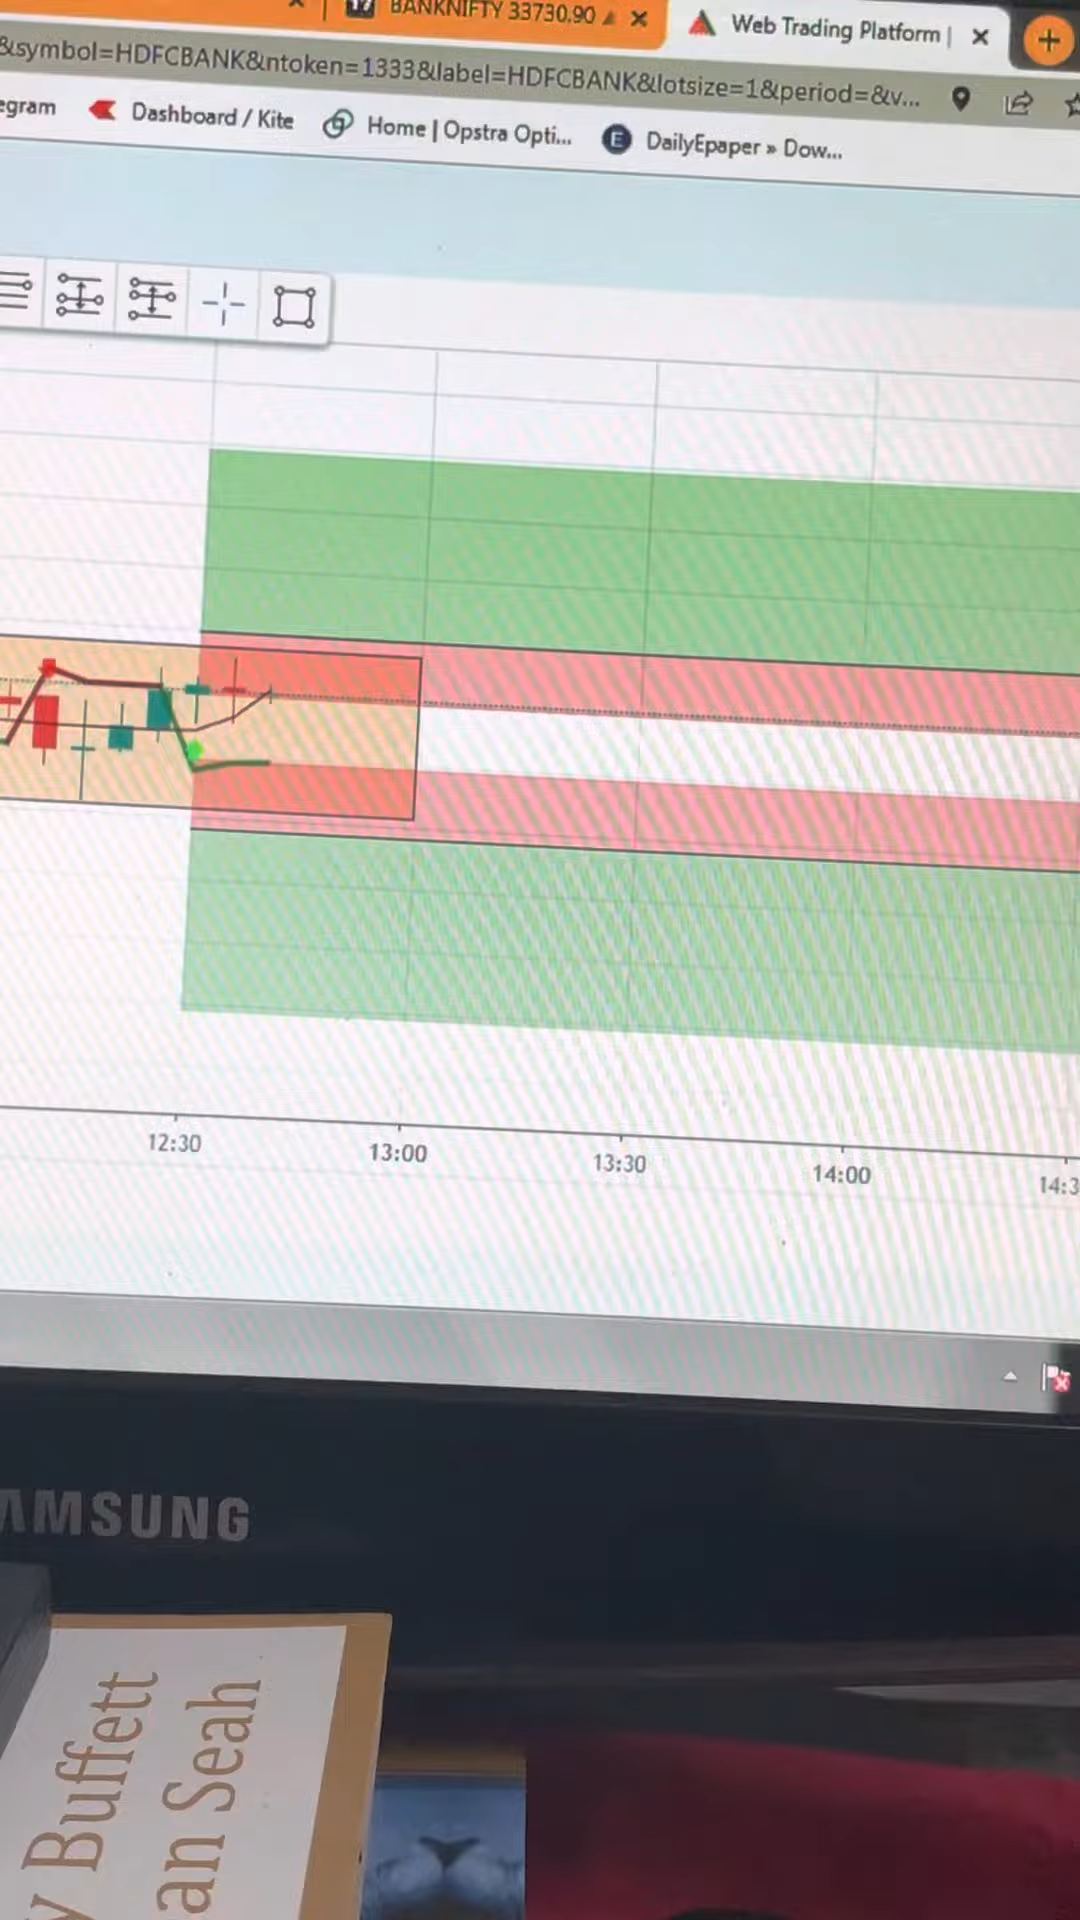 BANKNIFTY 33730.90
Web Trading Platform |
&symbol=HDFCBANK&ntoken=1333&label=HDFCBANK&lotsize=1&period=&v...
egram
Dashboard / Kite
Home | Opstra Opti...
E
DailyEpaper » Dow...
12:30
13:00
13:30
14:00
14:3
AMSUNG
y Buffett
an Seah